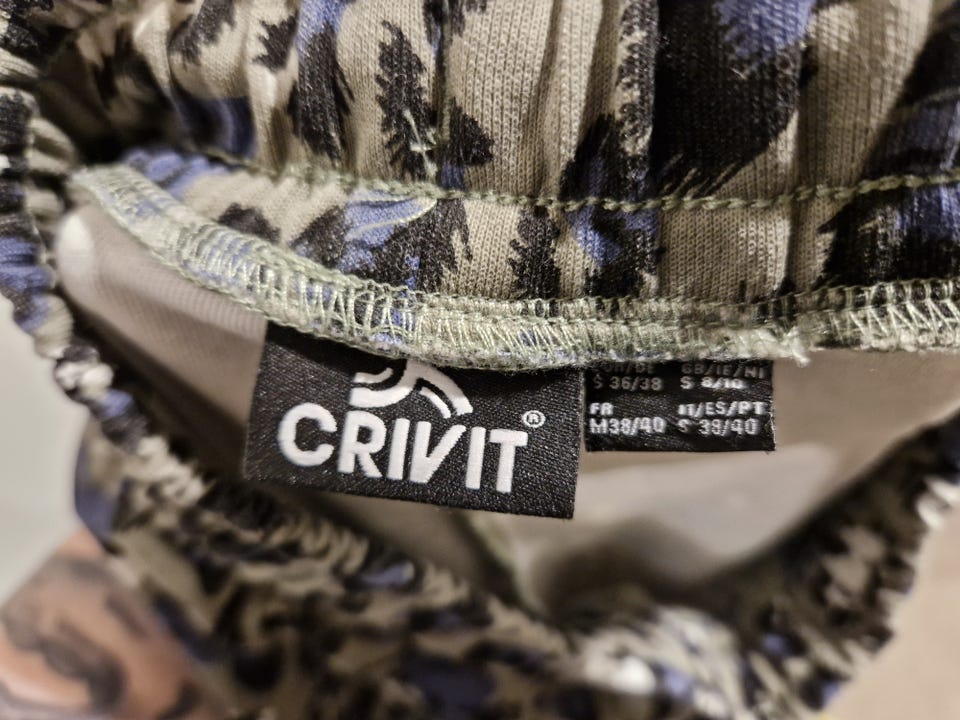 CRIVIT®
GB/IE/NI
S 36/38 S 8/10
FR IT/ES/PT
M38/40 S 38/40